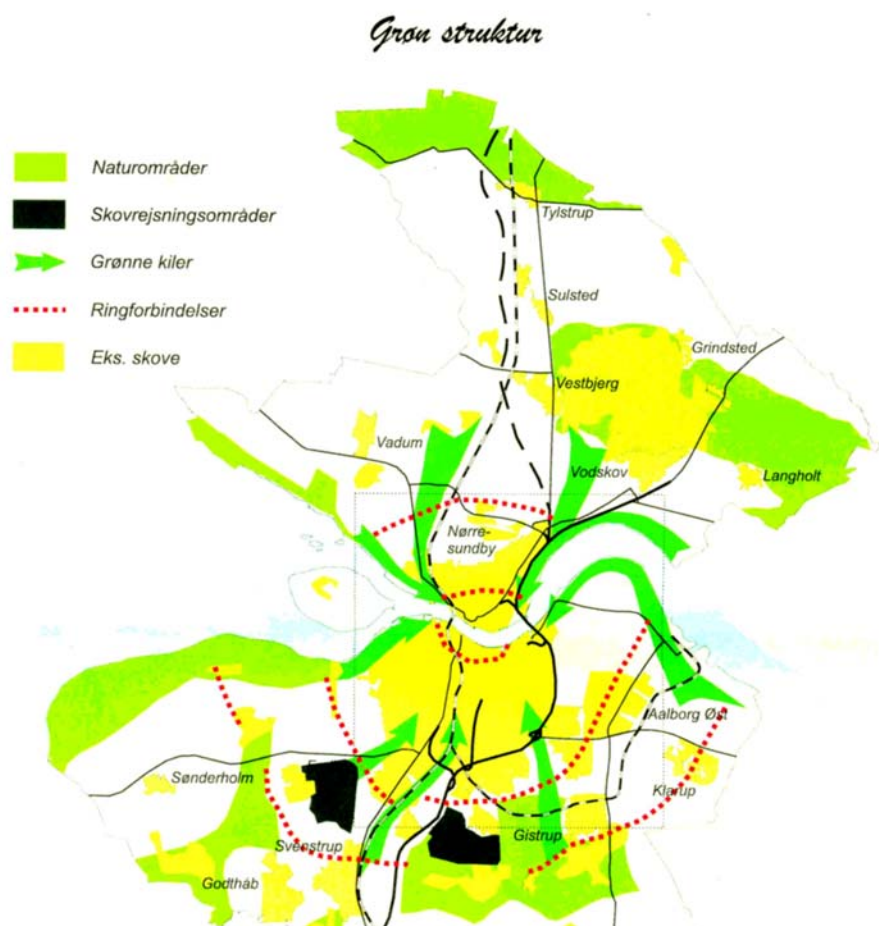 Grøn struktur
Naturområder
Skovrejsningsområder
Grønne kiler
Ringforbindelser
Eks. skove
Tylstrup
Sulsted
Grindsted
Vestbjerg
Vadum
Vodskov
Langholt
Nørre-
sundby
Aalborg Øst
Sønderholm
Klarup
Gistrup
Svenstrup
Godthåb